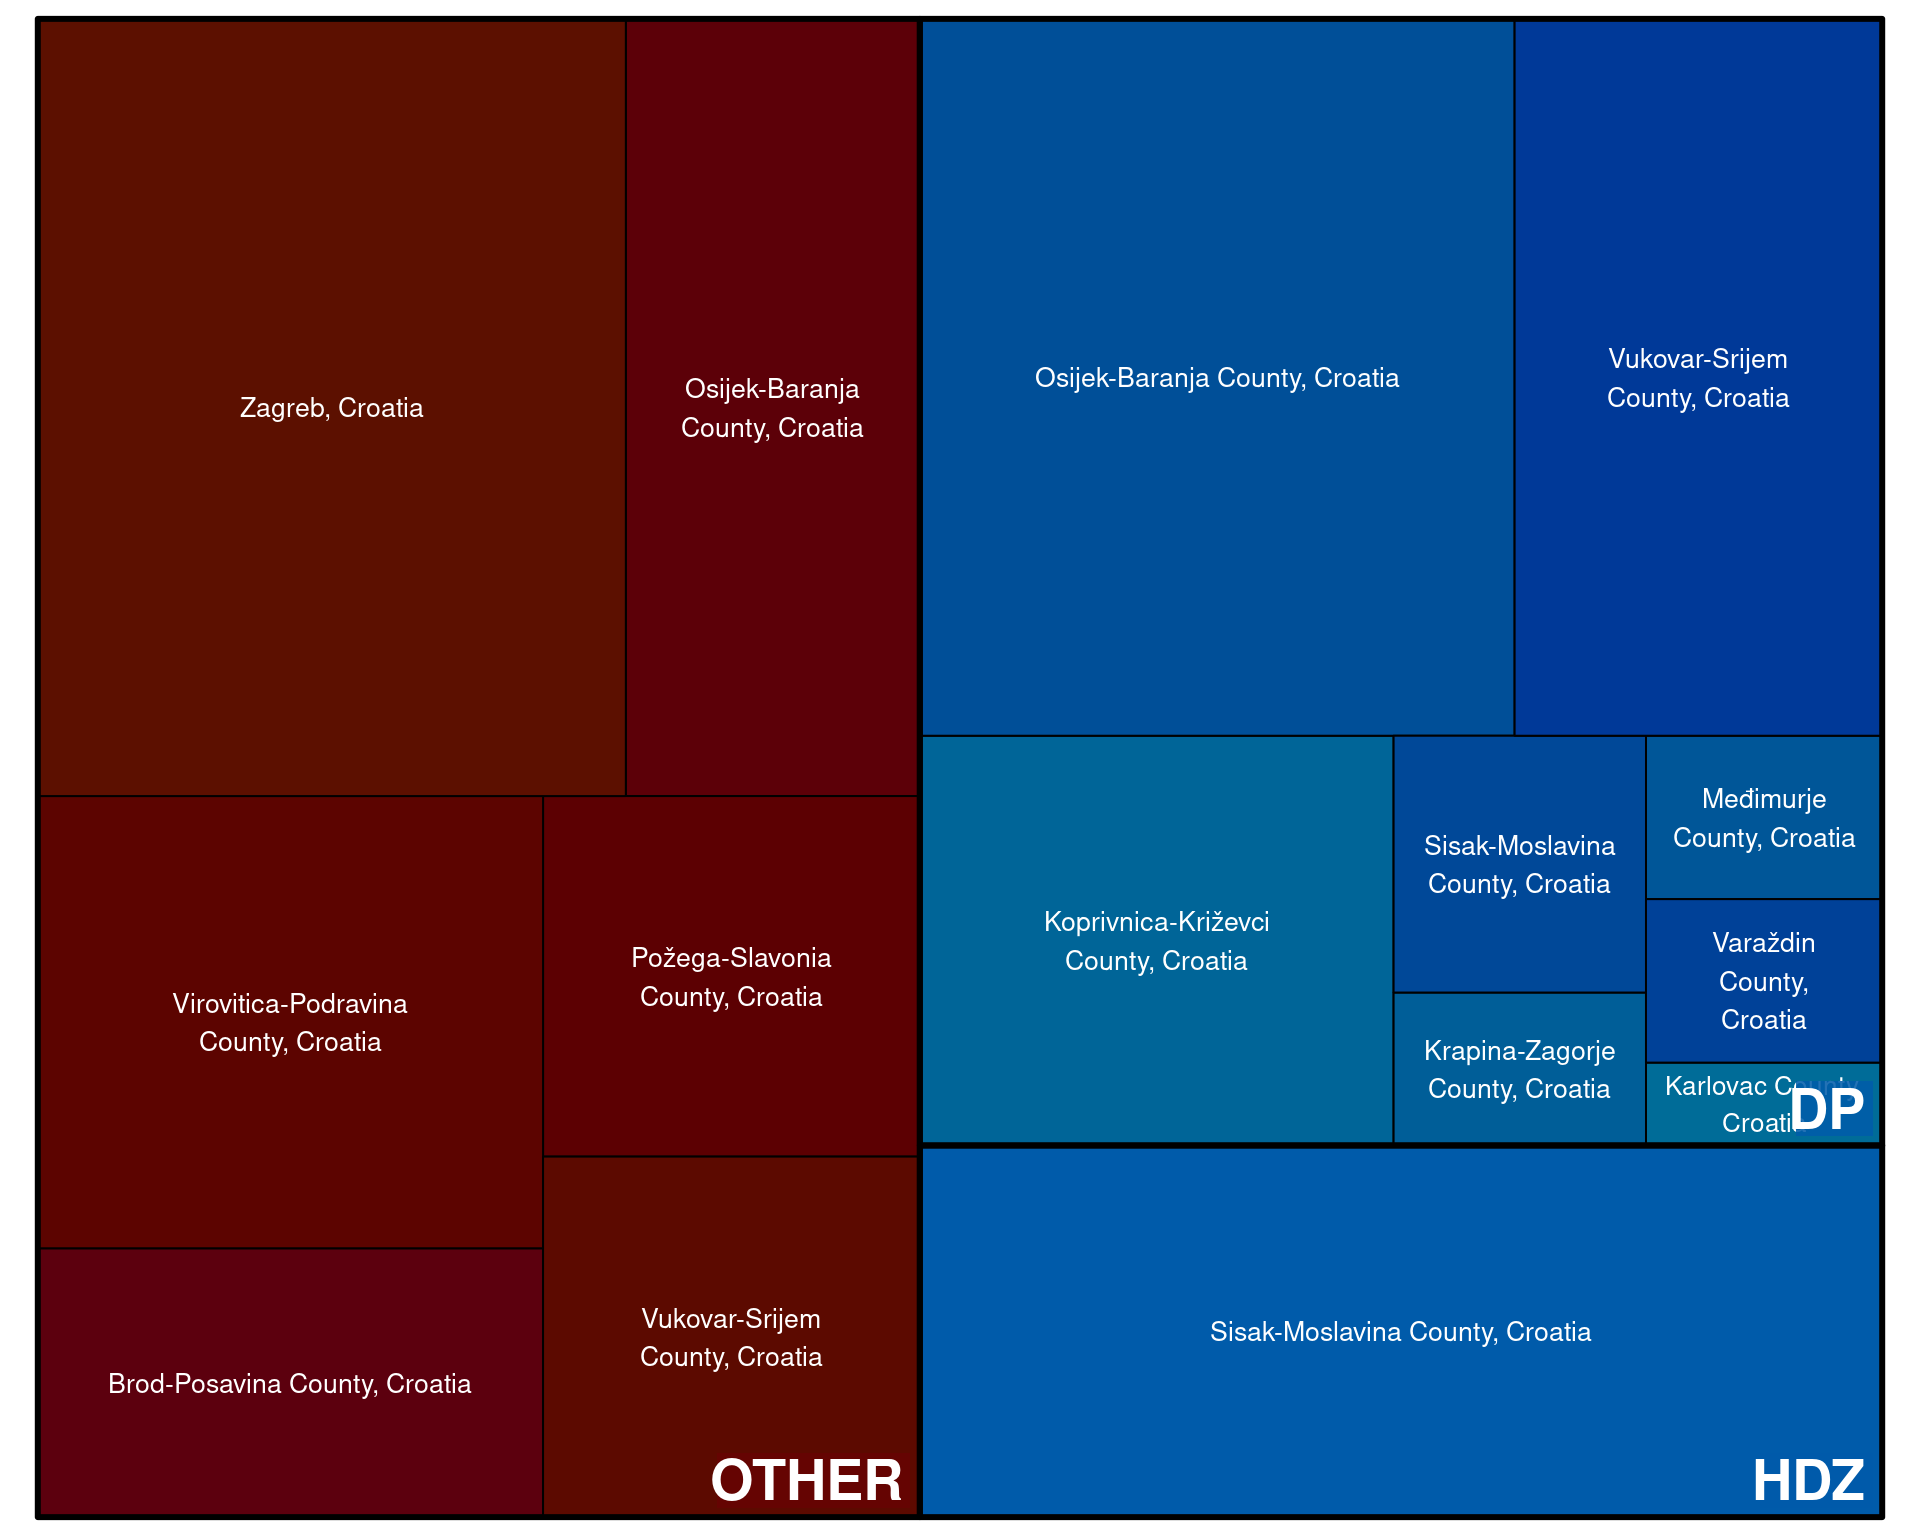 Zagreb, Croatia
Osijek-Baranja
County, Croatia
Virovitica-Podravina
County, Croatia
Požega-Slavonia
County, Croatia
Brod-Posavina County, Croatia
Vukovar-Srijem
County, Croatia
OTHER
Osijek-Baranja County, Croatia
Vukovar-Srijem
County, Croatia
Koprivnica-Križevci
County, Croatia
Sisak-Moslavina
County, Croatia
Krapina-Zagorje
County, Croatia
Međimurje
County, Croatia
Varaždin
County,
Croatia
Karlovac County,
Croatia
DP
Sisak-Moslavina County, Croatia
HDZ